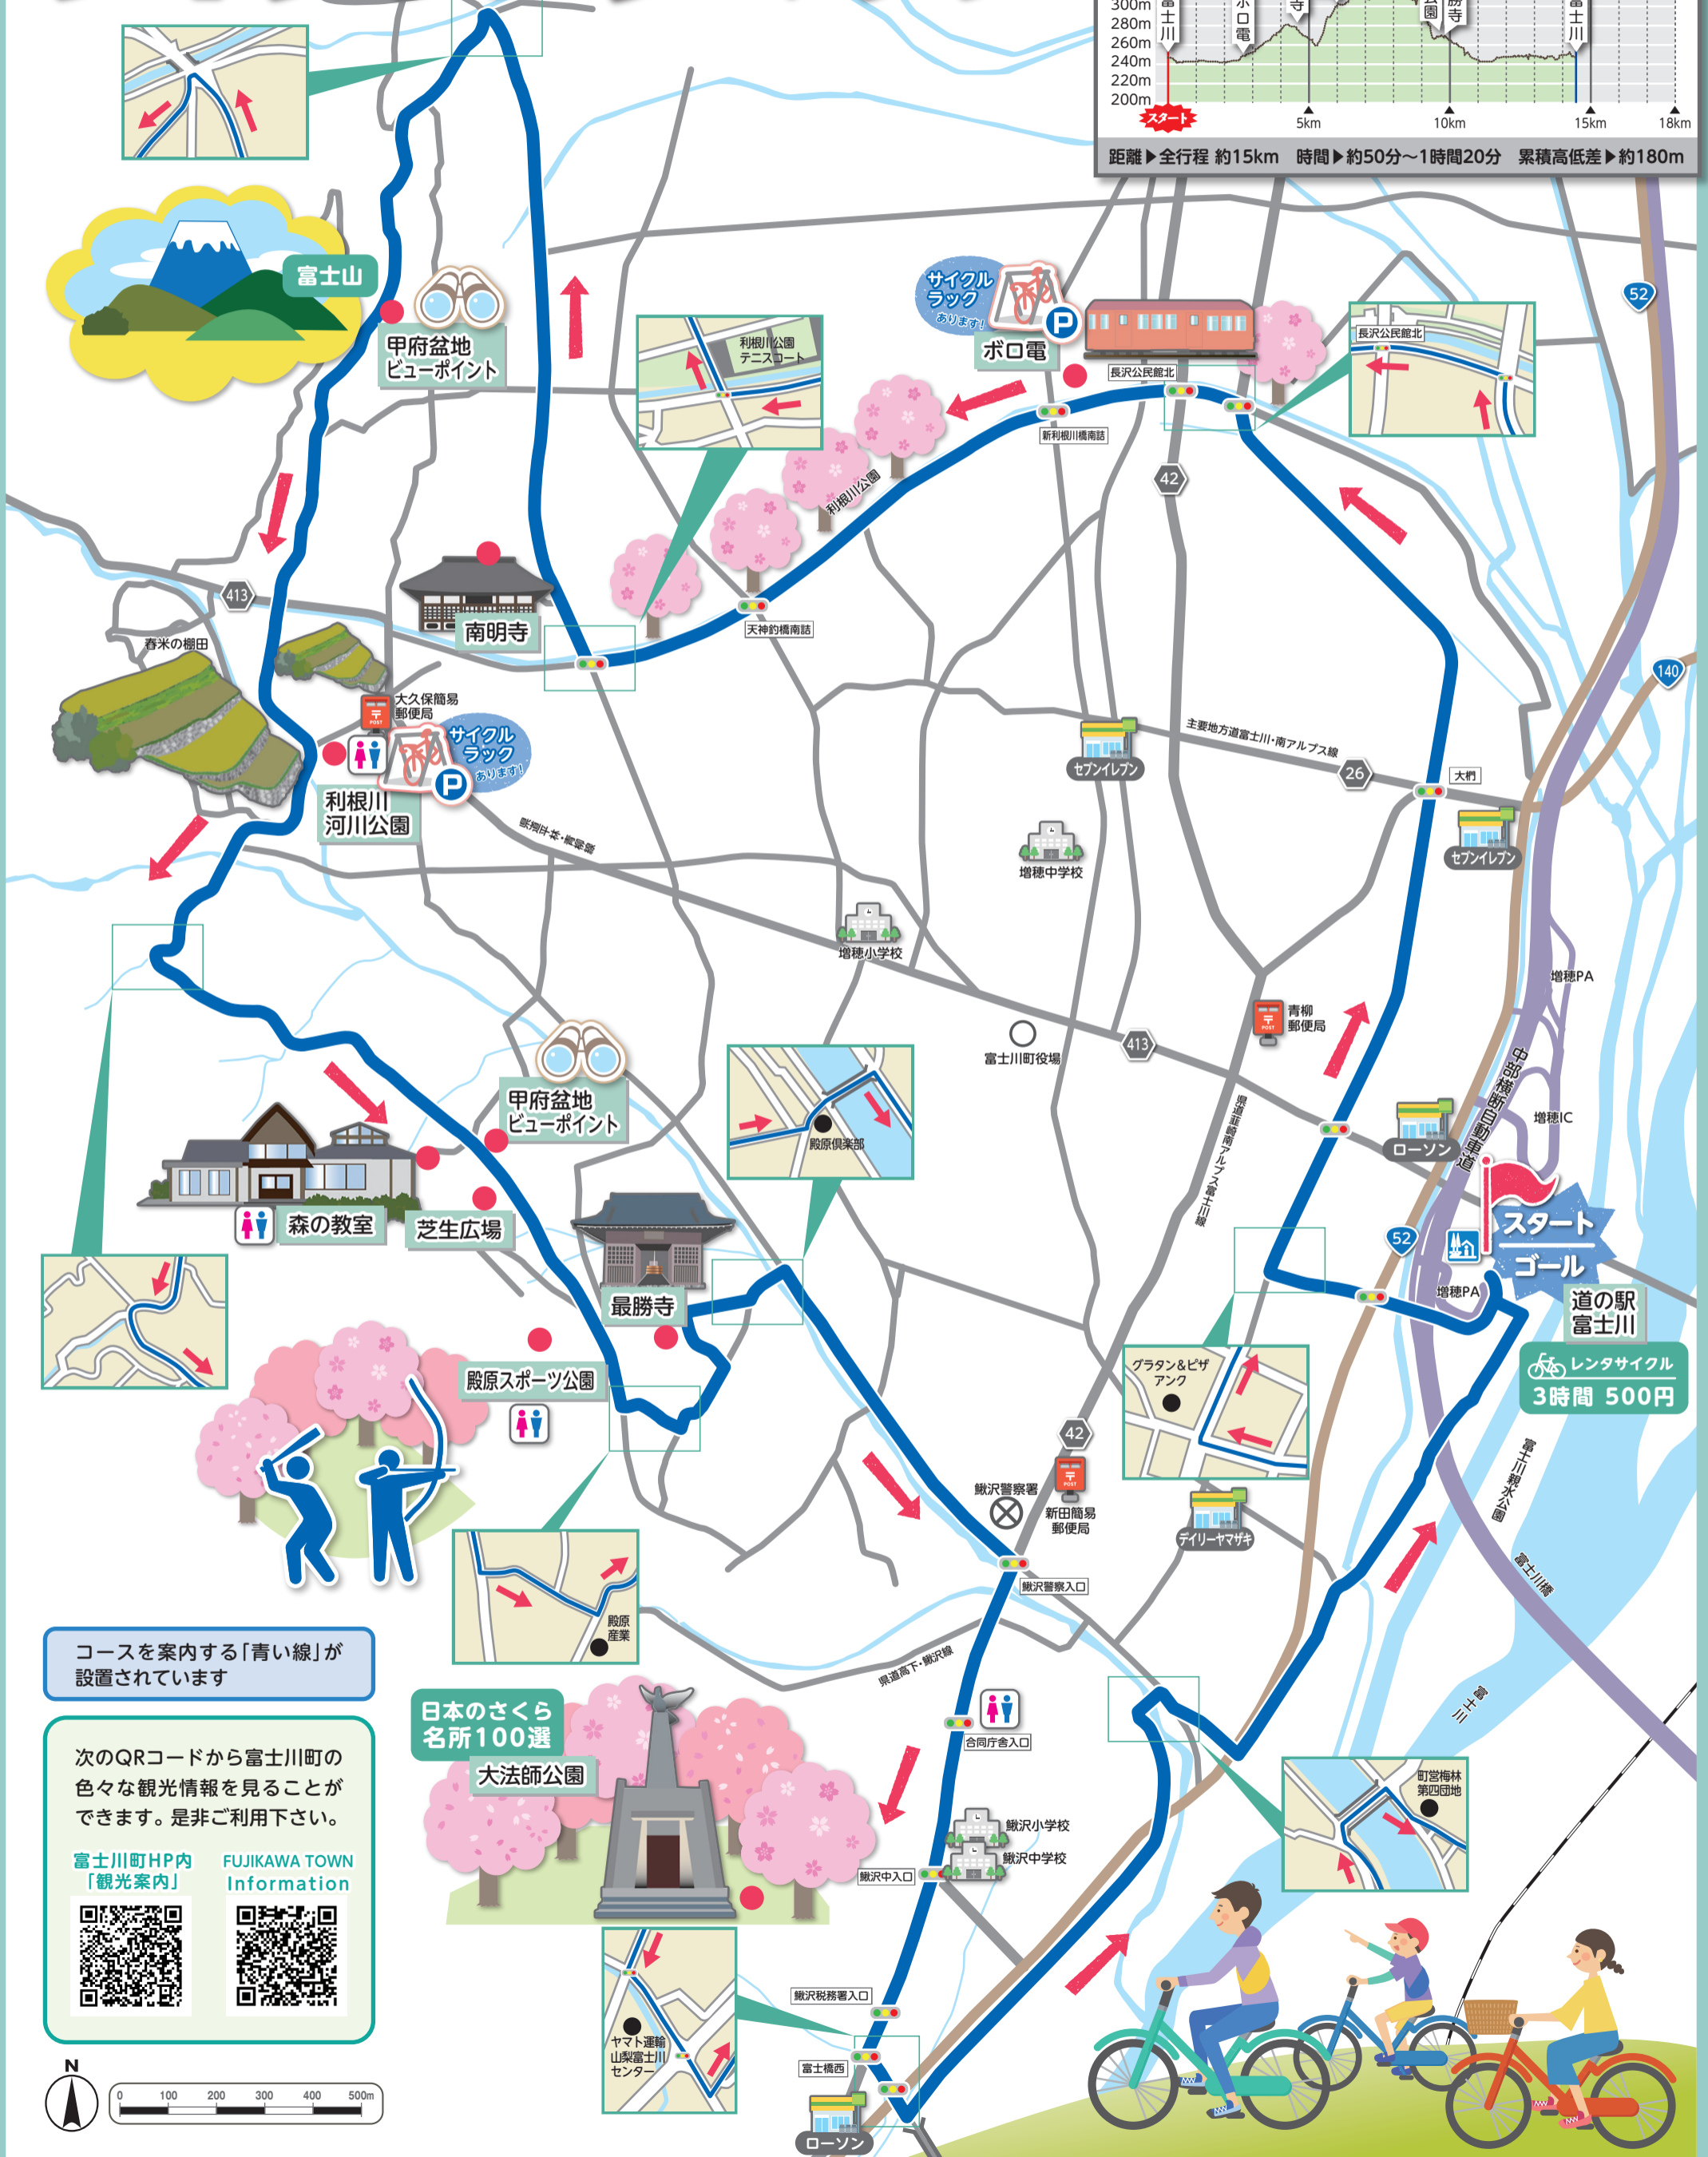 300m
280m
260m
240m
220m
200m
富士川
ボロ電
寺
公園
勝寺
富士川
スタート
5km
10km
15km
18km
距離▶全行程 約15km 時間▶約50分～1時間20分 累積高低差▶約180m
富士山
甲府盆地
ビューポイント
サイクル
ラック
あります!
P
ボロ電
長沢公民館北
長沢公民館北
新利根川橋南詰
利根川公園
テニスコート
利根川公園
52
42
413
南明寺
天神釣橋南詰
春米の棚田
大久保簡易
郵便局
POST
サイクル
ラック
あります!
P
利根川
河川公園
県道平林・青柳線
140
主要地方道富士川・南アルプス線
26
大椚
セブンイレブン
セブンイレブン
増穂中学校
増穂小学校
増穂PA
青柳
郵便局
POST
富士川町役場
413
中部横断自動車道
増穂IC
ローソン
県道韮崎南アルプス富士川線
甲府盆地
ビューポイント
殿原倶楽部
森の教室
芝生広場
最勝寺
殿原スポーツ公園
52
スタート
ゴール
増穂PA
道の駅
富士川
レンタサイクル
3時間 500円
グラタン&ピザ
アンク
42
鰍沢警察署
POST
新田簡易
郵便局
デイリーヤマザキ
富士川親水公園
富士川橋
鰍沢警察入口
殿原
産業
県道高下・鰍沢線
富士川
コースを案内する「青い線」が
設置されています
日本のさくら
名所100選
大法師公園
合同庁舎入口
次のQRコードから富士川町の
色々な観光情報を見ることが
できます。是非ご利用下さい。
富士川町HP内
「観光案内」
FUJIKAWA TOWN
Information
町営梅林
第四団地
鰍沢小学校
鰍沢中学校
鰍沢中入口
鰍沢税務署入口
ヤマト運輸
山梨富士川
センター
富士橋西
ローソン
N
0 100 200 300 400 500m